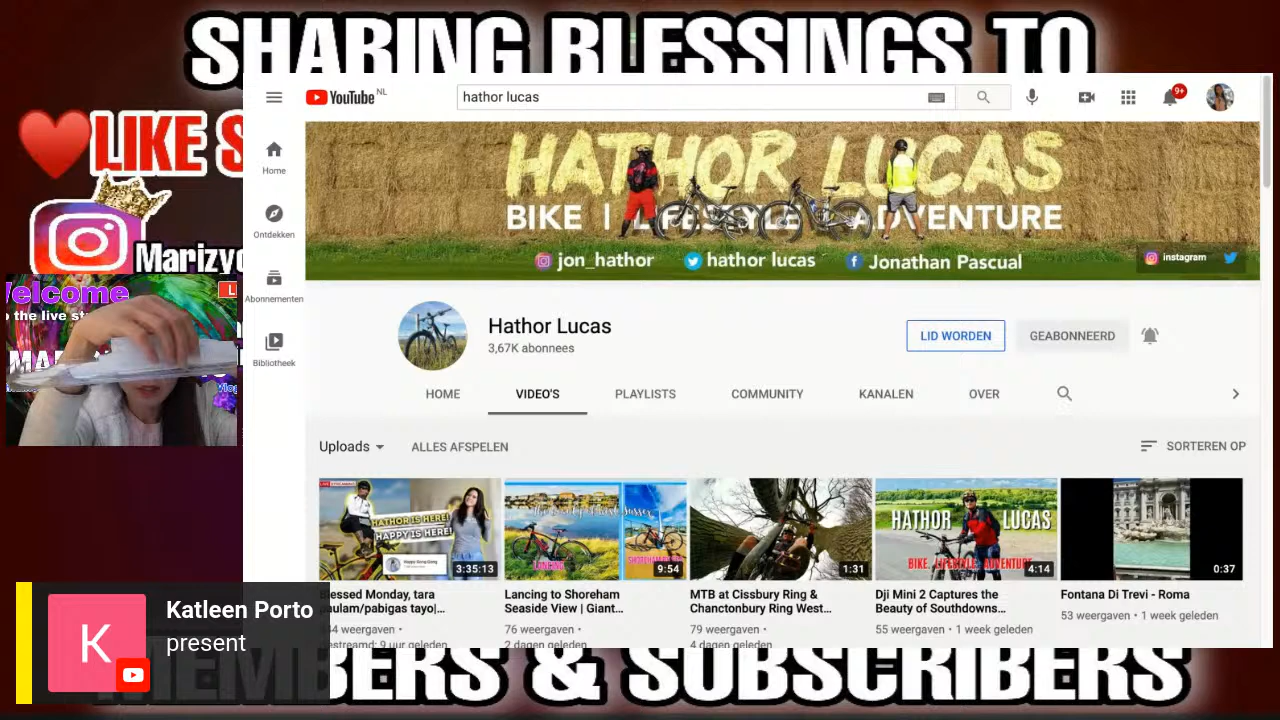 SHARING BLESSINGS TO
LIKE S
Marizy
Welcome
o the live st
YouTube NL
hathor lucas
9+
Home
Ontdekken
Abonnementen
Bibliotheek
HATHOR LUCAS
BIKE | LIFESTYLE ADVENTURE
jon_hathor hathor lucas Jonathan Pascual
instagram
Hathor Lucas
3,67K abonnees
LID WORDEN
GEABONNEERD
HOME VIDEO'S PLAYLISTS COMMUNITY KANALEN OVER
Uploads
ALLES AFSPELEN
SORTEREN OP
HATHOR IS HERE!
HAPPY IS HERE!
3:35:13
LANCING
9:54
1:31
HATHOR LUCAS
BIKE. LIFESTYLE. ADVENTURE
4:14
0:37
Blessed Monday, tara
paulam/pabigas tayo|...
34 weergaven •
estreamd: 9 uur geleden
Lancing to Shoreham
Seaside View | Giant...
76 weergaven •
2 dagen geleden
MTB at Cissbury Ring &
Chanctonbury Ring West...
79 weergaven •
4 dagen geleden
Dji Mini 2 Captures the
Beauty of Southdowns...
55 weergaven • 1 week geleden
Fontana Di Trevi - Roma
53 weergaven • 1 week geleden
K
Katleen Porto
present
MEMBERS & SUBSCRIBERS